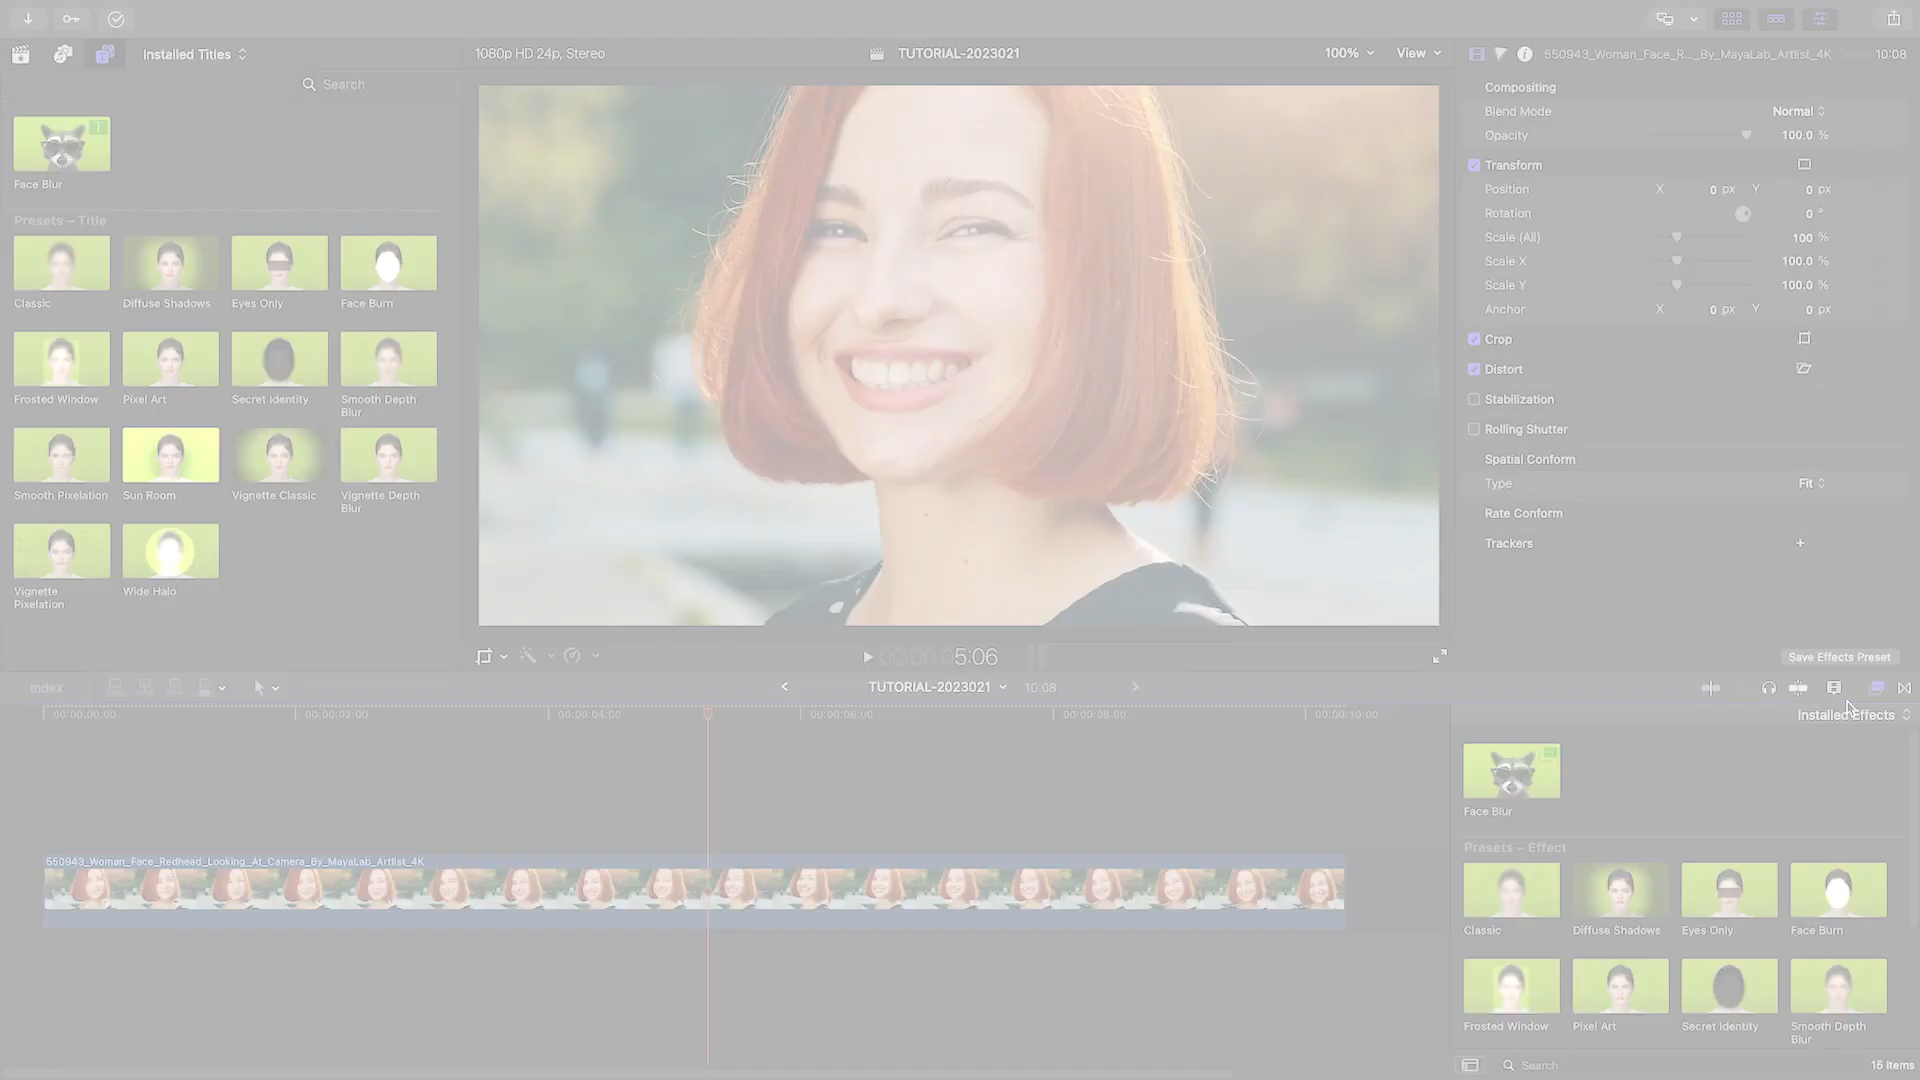 Installed Titles
1080p HD 24p, Stereo
TUTORIAL-2023021
100%
View
550943_Woman_Face_R..._By_MayaLab_Artlist_4K
10:08
Search
Face Blur
Presets – Title
Classic
Diffuse Shadows
Eyes Only
Face Burn
Frosted Window
Pixel Art
Secret Identity
Smooth Depth
Blur
Smooth Pixelation
Sun Room
Vignette Classic
Vignette Depth
Blur
Vignette
Pixelation
Wide Halo
Compositing
Blend Mode
Normal
Opacity
100.0 %
Transform
Position
X 0 px Y 0 px
Rotation
0 °
Scale (All)
100 %
Scale X
100.0 %
Scale Y
100.0 %
Anchor
X 0 px Y 0 px
Crop
Distort
Stabilization
Rolling Shutter
Spatial Conform
Type
Fit
Rate Conform
Trackers
+
5:06
Save Effects Preset
Index
TUTORIAL-2023021
10:08
00:00:00:00
00:00:02:00
00:00:04:00
00:00:06:00
00:00:08:00
00:00:10:00
Installed Effects
550943_Woman_Face_Redhead_Looking_At_Camera_By_MayaLab_Artlist_4K
Face Blur
Presets – Effect
Classic
Diffuse Shadows
Eyes Only
Face Burn
Frosted Window
Pixel Art
Secret Identity
Smooth Depth
Blur
Search
15 items